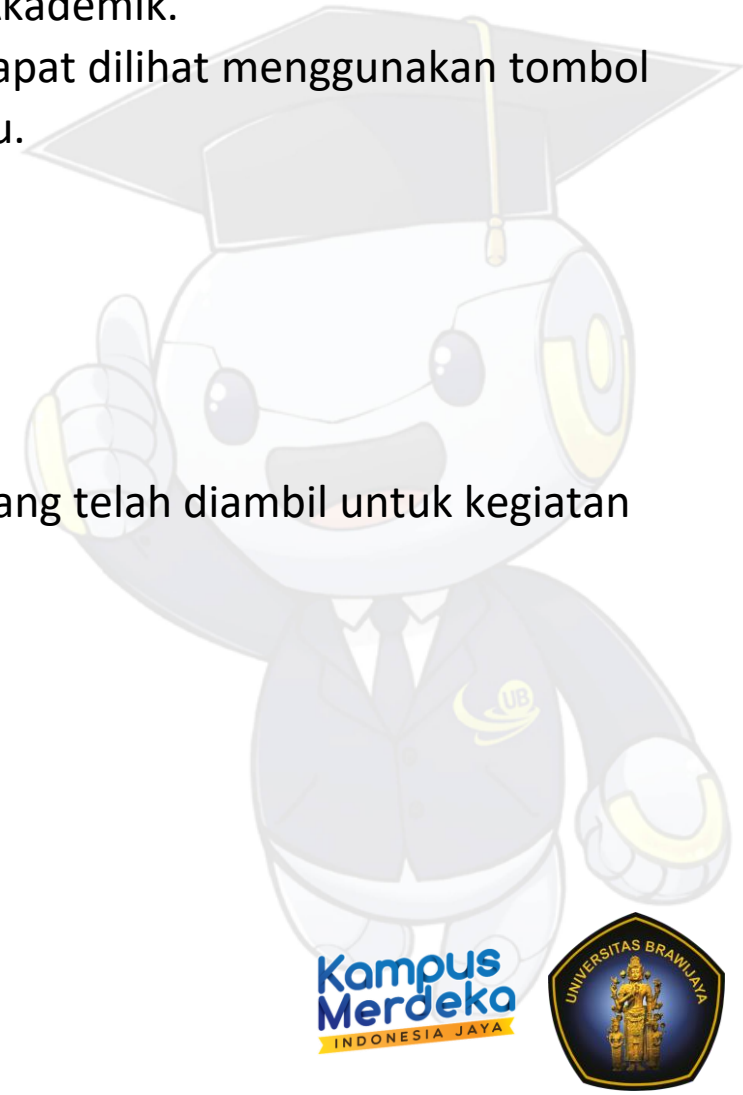 kademik.
apat dilihat menggunakan tombol
u.
ang telah diambil untuk kegiatan
UB
Kampus
Merdeka
INDONESIA JAYA
UNIVERSITAS BRAWIJAYA